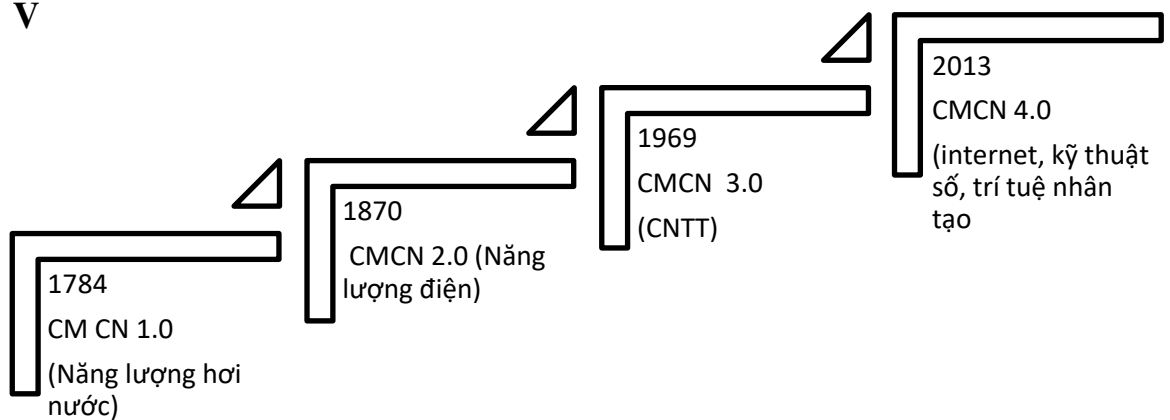 V
1784
CM CN 1.0
(Năng lượng hơi
nước)
1870
CMCN 2.0 (Năng
lượng điện)
1969
CMCN 3.0
(CNTT)
2013
CMCN 4.0
(internet, kỹ thuật
số, trí tuệ nhân
tạo